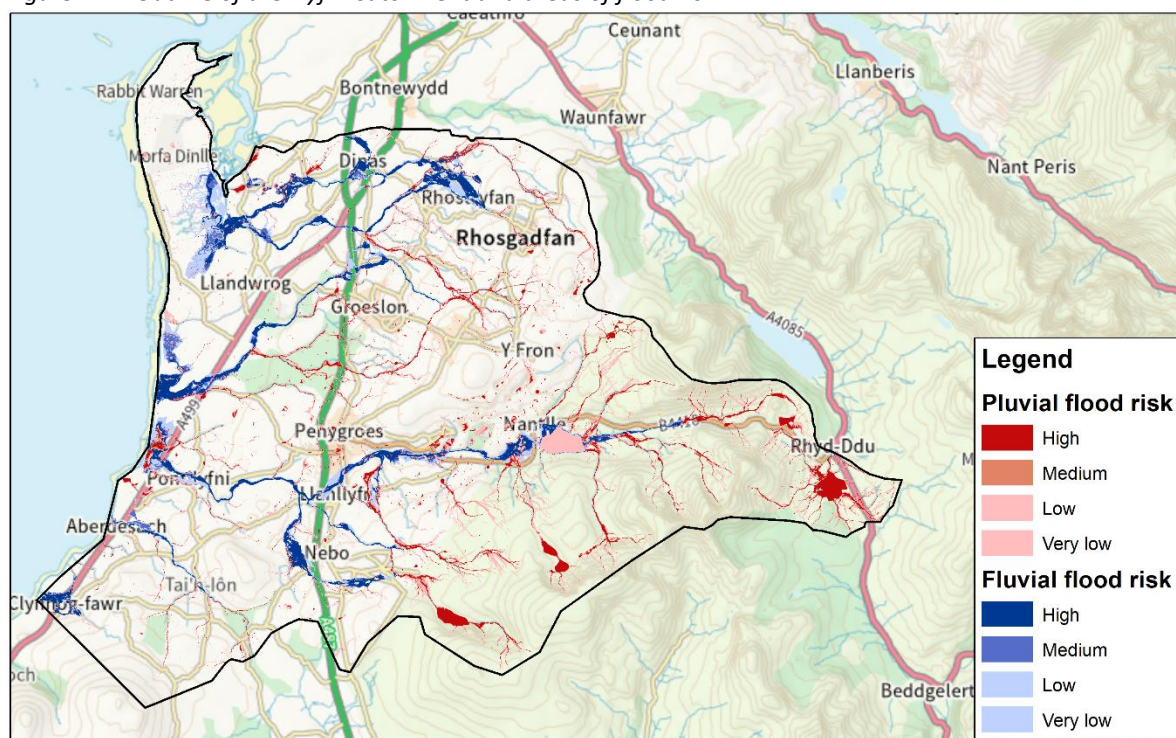 Caeathro
Ceunant
Llanberis
Rabbit Warren
Bontnewydd
Waunfawr
Morfa Dinlle
Dinas
Nant Peris
Rhostryfan
Rhosgadfan
Llandwrog
Groeslon
A4085
Y Fron
A499
Penygroes
Nantlle
B4418
Rhyd-Ddu
Pontllyfni
Llanllyfni
Aberdesach
Nebo
Tai'n-lôn
Clynnog-fawr
Beddgelert
Legend
Pluvial flood risk
High
Medium
Low
Very low
Fluvial flood risk
High
Medium
Low
Very low